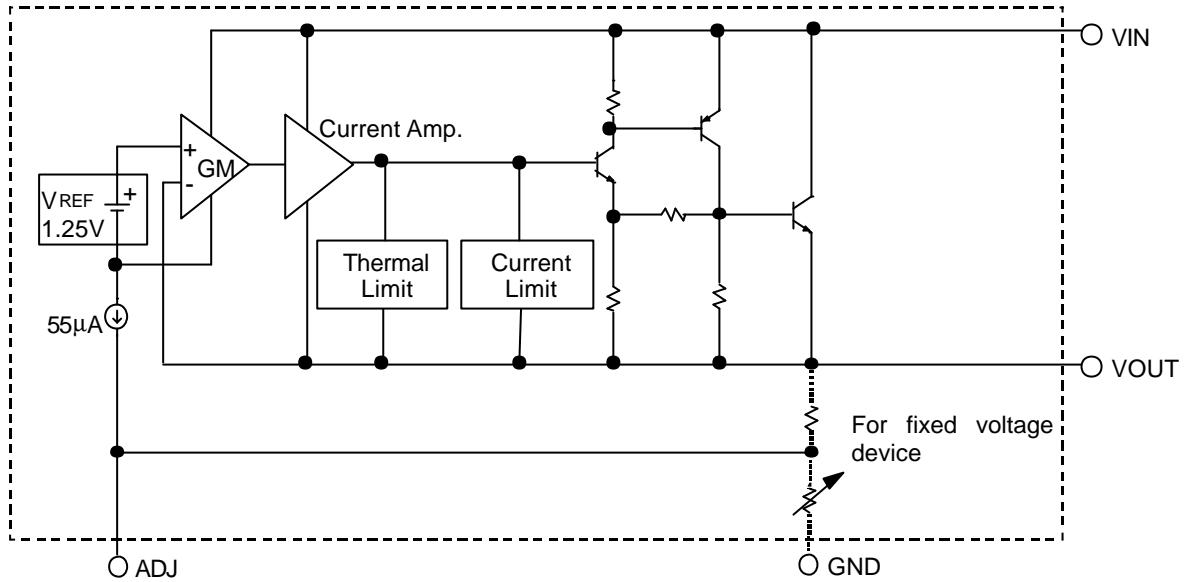 VIN
Current Amp.
+
GM
-
+
VREF
1.25V
Thermal
Limit
Current
Limit
55µA
VOUT
For fixed voltage
device
ADJ
GND